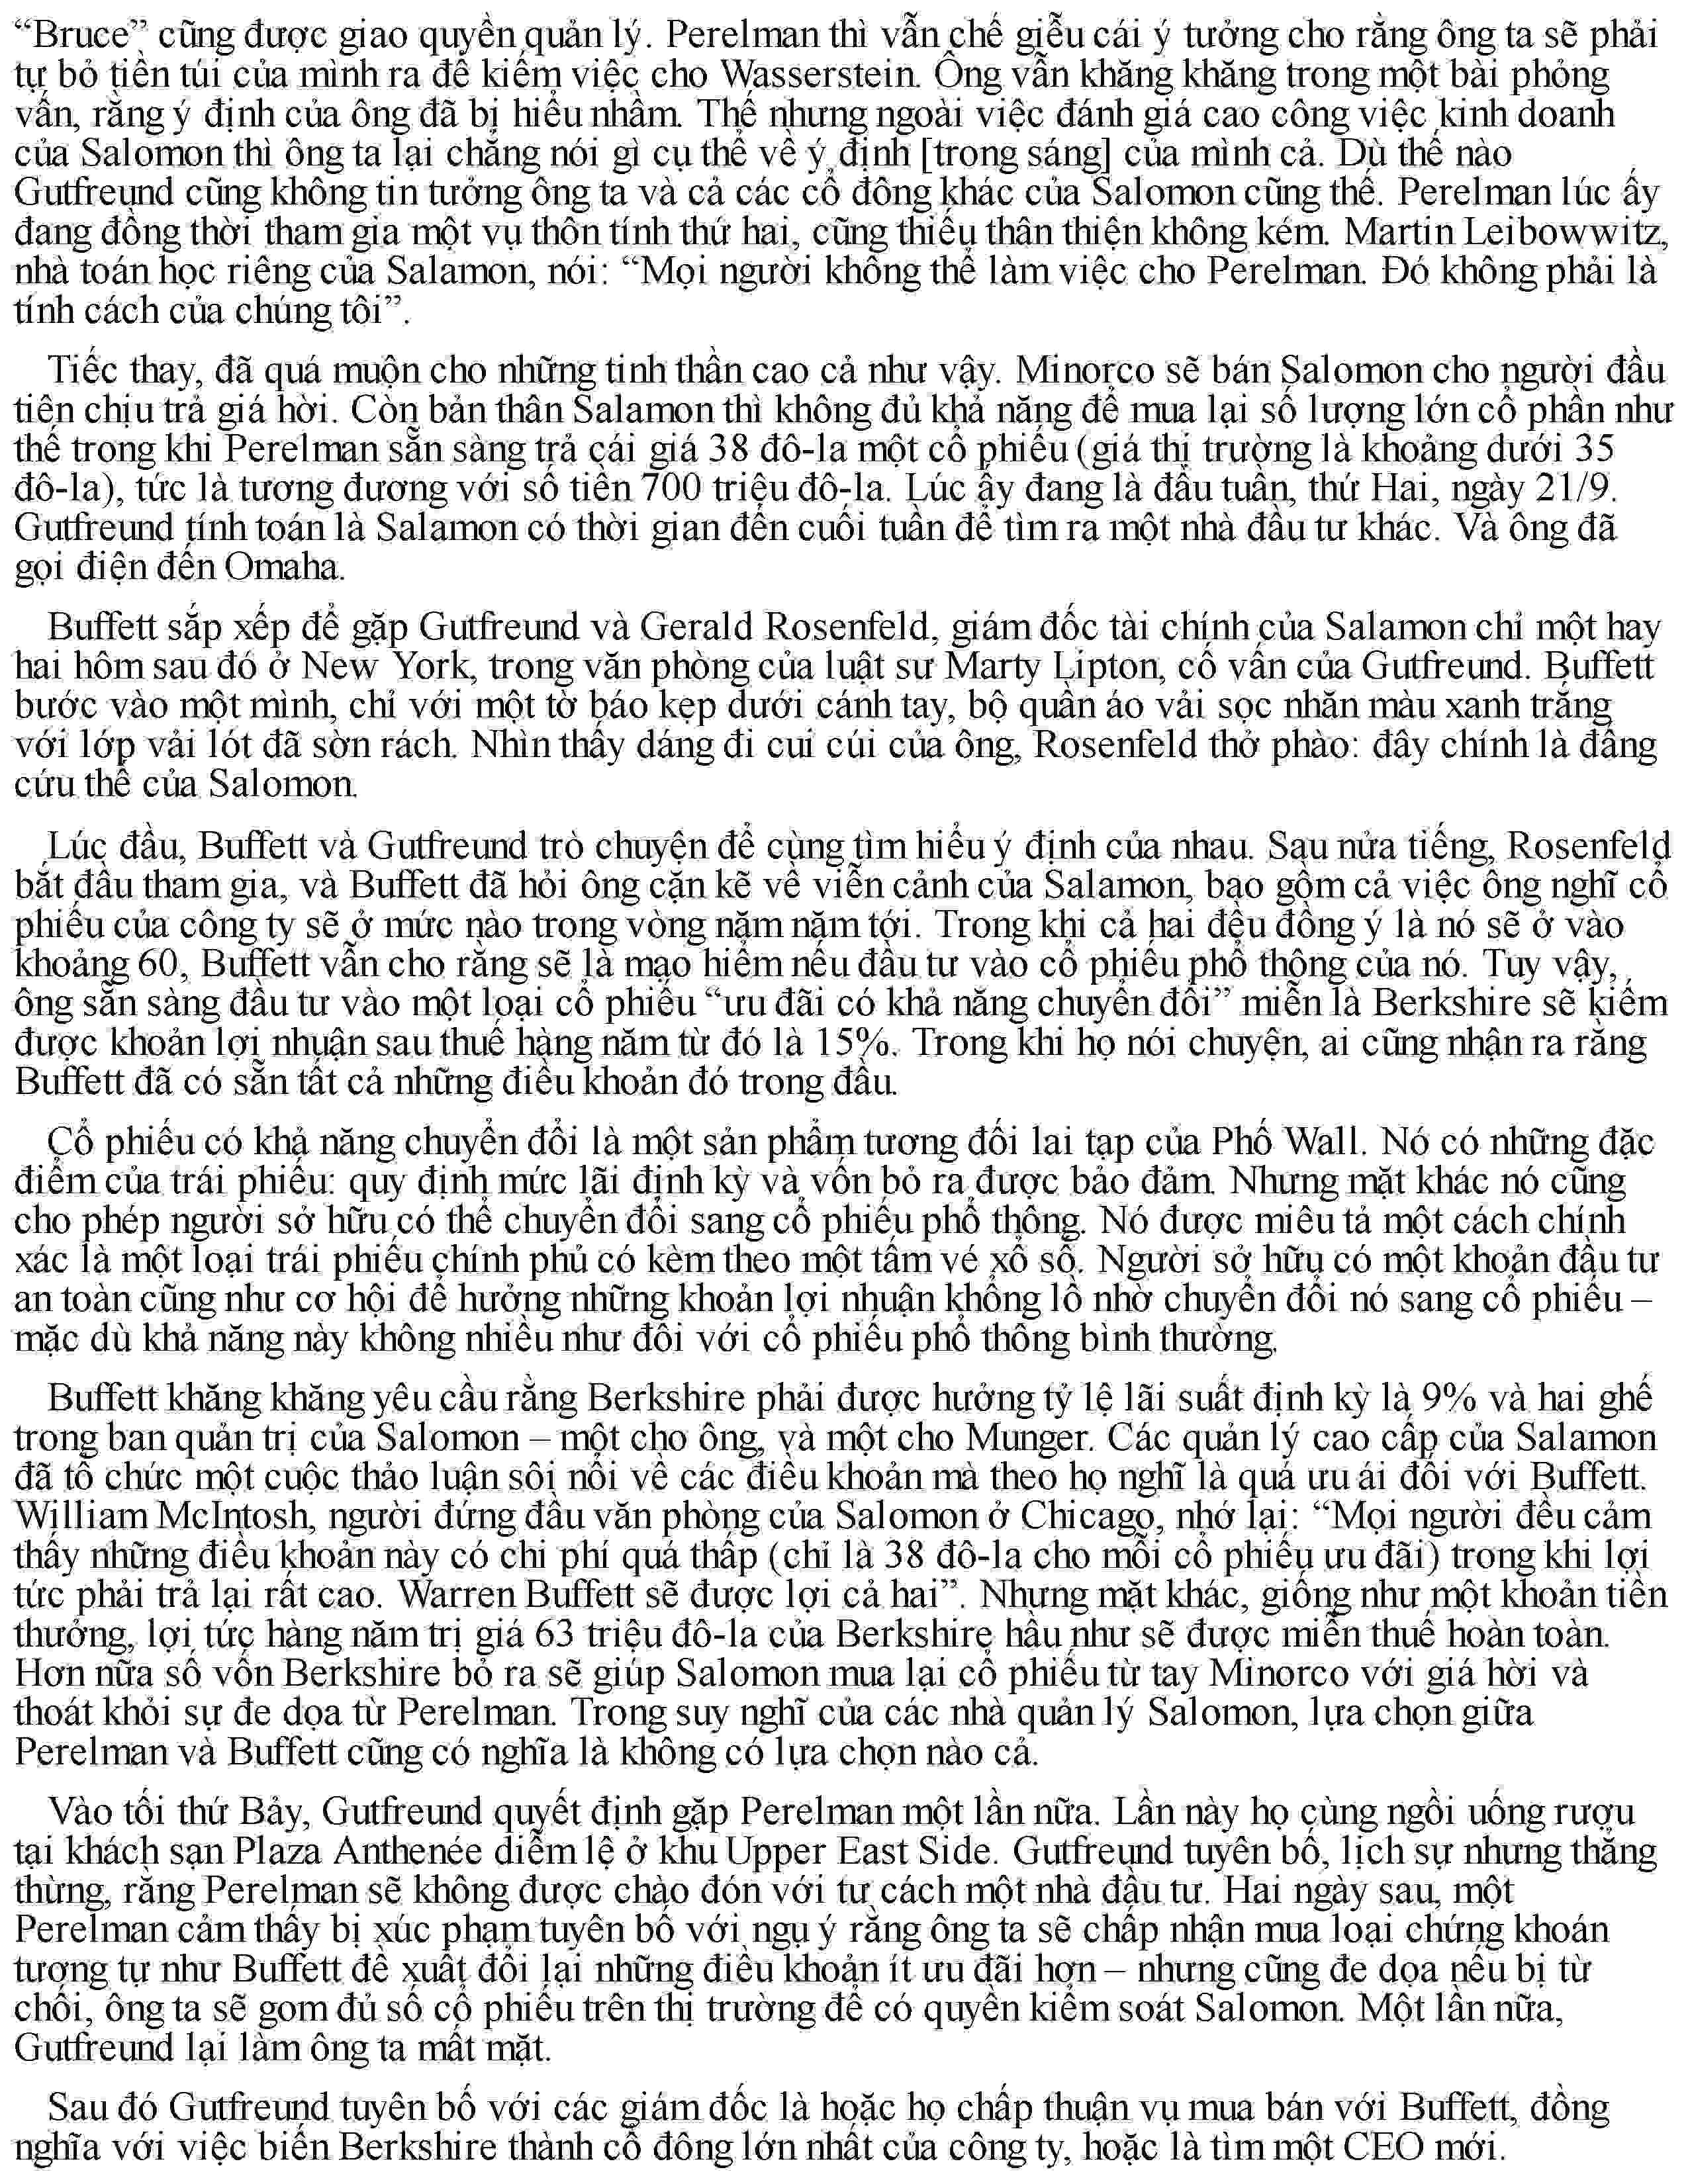 “Bruce” cũng được giao quyền quản lý. Perelman thì vẫn chế giễu cái ý tưởng cho rằng ông ta sẽ phải
tự bỏ tiền túi của mình ra để kiếm việc cho Wasserstein. Ông vẫn khăng khăng trong một bài phỏng
vấn, rằng ý định của ông đã bị hiểu nhầm. Thế nhưng ngoài việc đánh giá cao công việc kinh doanh
của Salomon thì ông ta lại chẳng nói gì cụ thể về ý định [trong sáng] của mình cả. Dù thế nào
Gutfreund cũng không tin tưởng ông ta và cả các cổ đông khác của Salomon cũng thế. Perelman lúc ấy
đang đồng thời tham gia một vụ thôn tính thứ hai, cũng thiếu thân thiện không kém. Martin Leibowwitz,
nhà toán học riêng của Salamon, nói: “Mọi người không thể làm việc cho Perelman. Đó không phải là
tính cách của chúng tôi”.
Tiếc thay, đã quá muộn cho những tinh thần cao cả như vậy. Minorco sẽ bán Salomon cho người đầu
tiên chịu trả giá hời. Còn bản thân Salamon thì không đủ khả năng để mua lại số lượng lớn cổ phần như
thế trong khi Perelman sẵn sàng trả cái giá 38 đô-la một cổ phiếu (giá thị trường là khoảng dưới 35
đô-la), tức là tương đương với số tiền 700 triệu đô-la. Lúc ấy đang là đầu tuần, thứ Hai, ngày 21/9.
Gutfreund tính toán là Salamon có thời gian đến cuối tuần để tìm ra một nhà đầu tư khác. Và ông đã
gọi điện đến Omaha.
Buffett sắp xếp để gặp Gutfreund và Gerald Rosenfeld, giám đốc tài chính của Salamon chỉ một hay
hai hôm sau đó ở New York, trong văn phòng của luật sư Marty Lipton, cố vấn của Gutfreund. Buffett
bước vào một mình, chỉ với một tờ báo kẹp dưới cánh tay, bộ quần áo vải sọc nhăn màu xanh trắng
với lớp vải lót đã sờn rách. Nhìn thấy dáng đi cui cúi của ông, Rosenfeld thở phào: đây chính là đấng
cứu thế của Salomon.
Lúc đầu, Buffett và Gutfreund trò chuyện để cùng tìm hiểu ý định của nhau. Sau nửa tiếng, Rosenfeld
bắt đầu tham gia, và Buffett đã hỏi ông cặn kẽ về viễn cảnh của Salamon, bao gồm cả việc ông nghĩ cổ
phiếu của công ty sẽ ở mức nào trong vòng năm năm tới. Trong khi cả hai đều đồng ý là nó sẽ ở vào
khoảng 60, Buffett vẫn cho rằng sẽ là mạo hiểm nếu đầu tư vào cổ phiếu phổ thông của nó. Tuy vậy,
ông sẵn sàng đầu tư vào một loại cổ phiếu “ưu đãi có khả năng chuyển đổi” miễn là Berkshire sẽ kiếm
được khoản lợi nhuận sau thuế hàng năm từ đó là 15%. Trong khi họ nói chuyện, ai cũng nhận ra rằng
Buffett đã có sẵn tất cả những điều khoản đó trong đầu.
Cổ phiếu có khả năng chuyển đổi là một sản phẩm tương đối lai tạp của Phố Wall. Nó có những đặc
điểm của trái phiếu: quy định mức lãi định kỳ và vốn bỏ ra được bảo đảm. Nhưng mặt khác nó cũng
cho phép người sở hữu có thể chuyển đổi sang cổ phiếu phổ thông. Nó được miêu tả một cách chính
xác là một loại trái phiếu chính phủ có kèm theo một tấm vé xổ số. Người sở hữu có một khoản đầu tư
an toàn cũng như cơ hội để hưởng những khoản lợi nhuận khổng lồ nhờ chuyển đổi nó sang cổ phiếu –
mặc dù khả năng này không nhiều như đối với cổ phiếu phổ thông bình thường.
Buffett khăng khăng yêu cầu rằng Berkshire phải được hưởng tỷ lệ lãi suất định kỳ là 9% và hai ghế
trong ban quản trị của Salomon – một cho ông, và một cho Munger. Các quản lý cao cấp của Salamon
đã tổ chức một cuộc thảo luận sôi nổi về các điều khoản mà theo họ nghĩ là quá ưu ái đối với Buffett.
William McIntosh, người đứng đầu văn phòng của Salomon ở Chicago, nhớ lại: “Mọi người đều cảm
thấy những điều khoản này có chi phí quá thấp (chỉ là 38 đô-la cho mỗi cổ phiếu ưu đãi) trong khi lợi
tức phải trả lại rất cao. Warren Buffett sẽ được lợi cả hai”. Nhưng mặt khác, giống như một khoản tiền
thưởng, lợi tức hàng năm trị giá 63 triệu đô-la của Berkshire hầu như sẽ được miễn thuế hoàn toàn.
Hơn nữa số vốn Berkshire bỏ ra sẽ giúp Salomon mua lại cổ phiếu từ tay Minorco với giá hời và
thoát khỏi sự đe dọa từ Perelman. Trong suy nghĩ của các nhà quản lý Salomon, lựa chọn giữa
Perelman và Buffett cũng có nghĩa là không có lựa chọn nào cả.
Vào tối thứ Bảy, Gutfreund quyết định gặp Perelman một lần nữa. Lần này họ cùng ngồi uống rượu
tại khách sạn Plaza Anthenée diễm lệ ở khu Upper East Side. Gutfreund tuyên bố, lịch sự nhưng thẳng
thừng, rằng Perelman sẽ không được chào đón với tư cách một nhà đầu tư. Hai ngày sau, một
Perelman cảm thấy bị xúc phạm tuyên bố với ngụ ý rằng ông ta sẽ chấp nhận mua loại chứng khoán
tương tự như Buffett đề xuất đổi lại những điều khoản ít ưu đãi hơn – nhưng cũng đe dọa nếu bị từ
chối, ông ta sẽ gom đủ số cổ phiếu trên thị trường để có quyền kiểm soát Salomon. Một lần nữa,
Gutfreund lại làm ông ta mất mặt.
Sau đó Gutfreund tuyên bố với các giám đốc là hoặc họ chấp thuận vụ mua bán với Buffett, đồng
nghĩa với việc biến Berkshire thành cổ đông lớn nhất của công ty, hoặc là tìm một CEO mới.